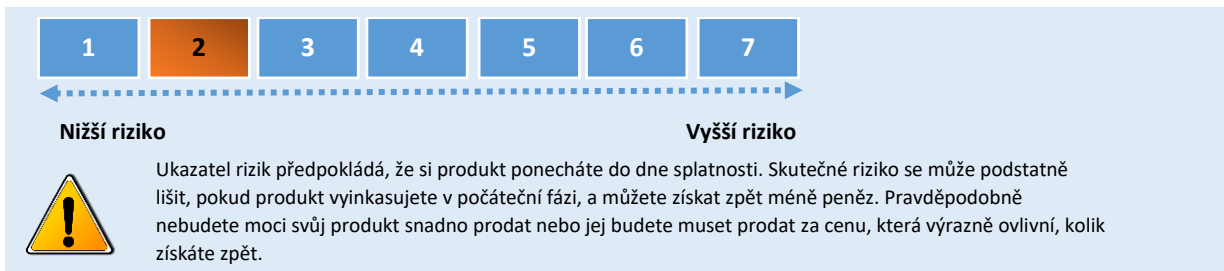 1 2 3 4 5 6 7
Nižší riziko Vyšší riziko
Ukazatel rizik předpokládá, že si produkt ponecháte do dne splatnosti. Skutečné riziko se může podstatně
lišit, pokud produkt vyinkasujete v počáteční fázi, a můžete získat zpět méně peněz. Pravděpodobně
nebudete moci svůj produkt snadno prodat nebo jej budete muset prodat za cenu, která výrazně ovlivní, kolik
získáte zpět.